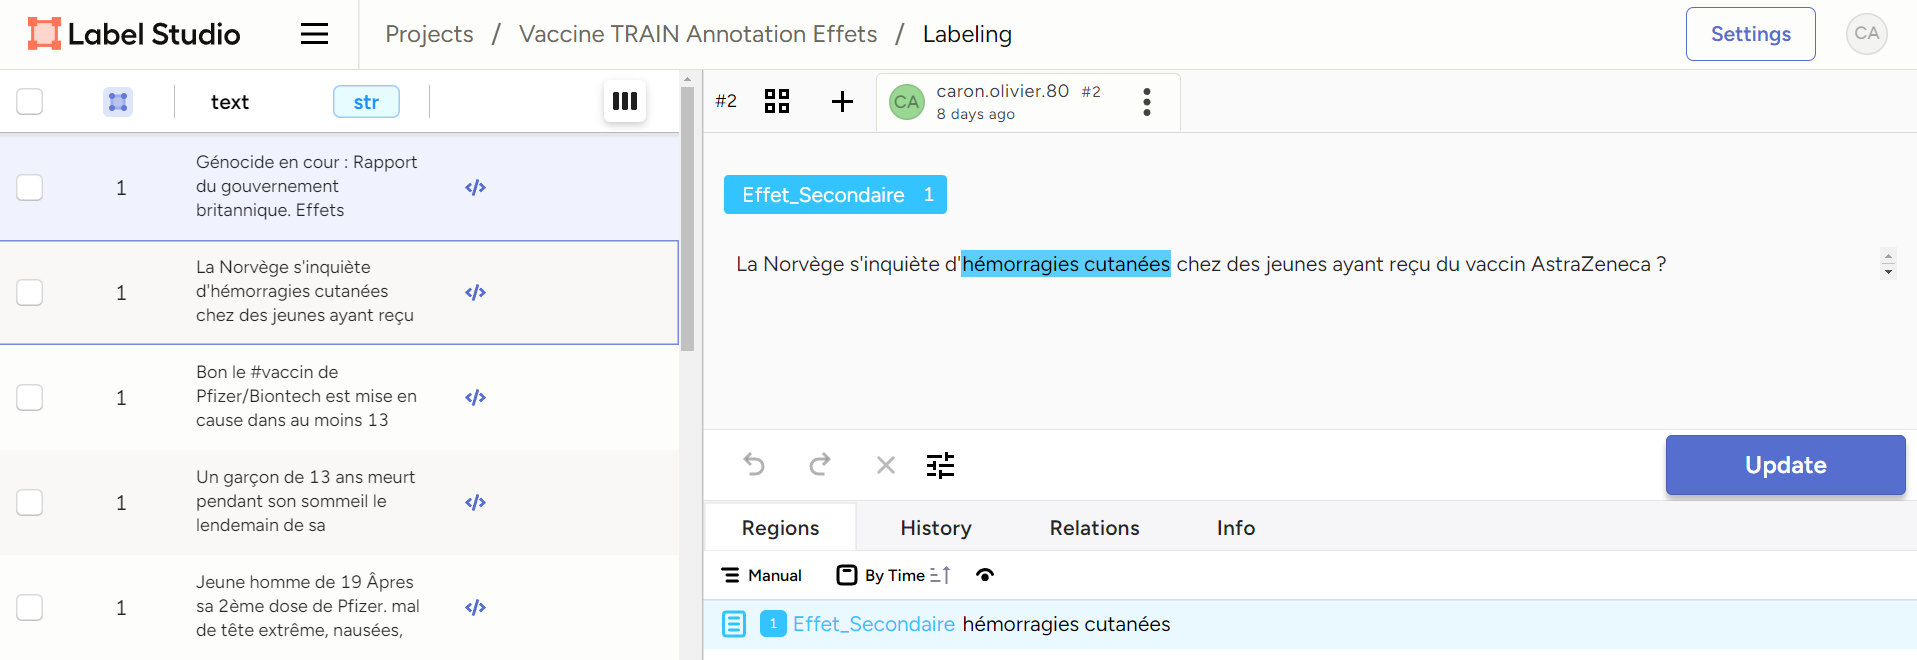 Label Studio
Projects / Vaccine TRAIN Annotation Effets / Labeling
Settings
CA
text str
1 Génocide en cour : Rapport
du gouvernement
britannique. Effets
</>
1 La Norvège s'inquiète
d'hémorragies cutanées
chez des jeunes ayant reçu
</>
1 Bon le #vaccin de
Pfizer/Biontech est mise en
cause dans au moins 13
</>
1 Un garçon de 13 ans meurt
pendant son sommeil le
lendemain de sa
</>
1 Jeune homme de 19 Âpres
sa 2ème dose de Pfizer. mal
de tête extrême, nausées,
</>
#2
CA caron.olivier.80 #2
8 days ago
Effet_Secondaire 1
La Norvège s'inquiète d'hémorragies cutanées chez des jeunes ayant reçu du vaccin AstraZeneca ?
Update
Regions History Relations Info
Manual By Time
1 Effet_Secondaire hémorragies cutanées